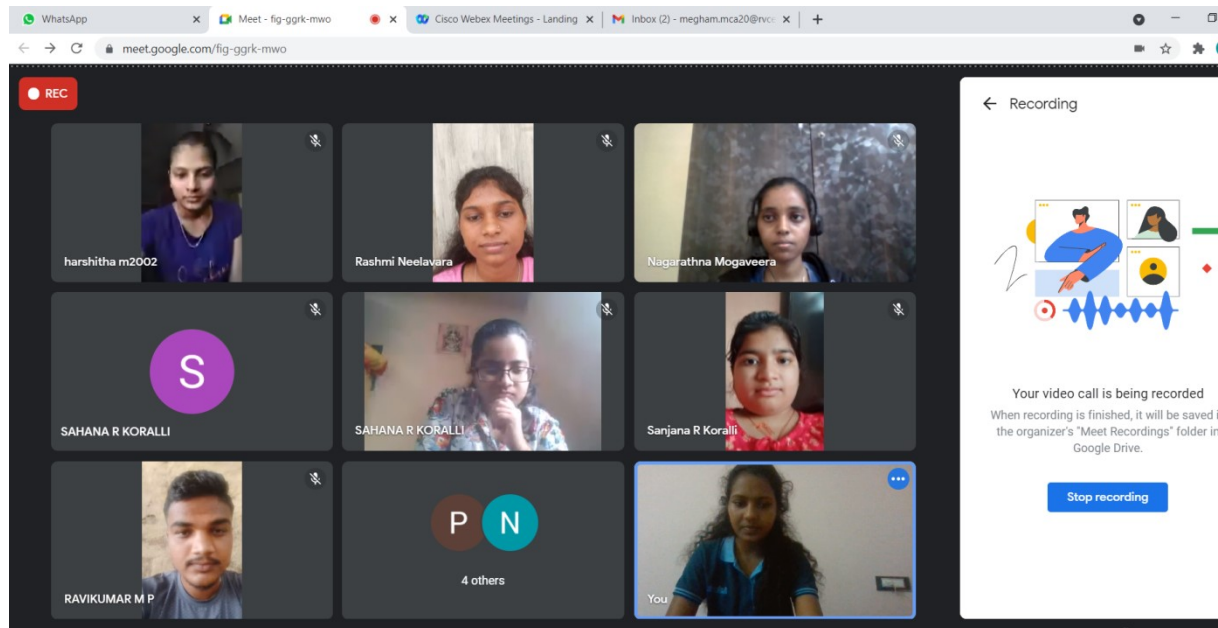 WhatsApp
Meet - fig-ggrk-mwo
Cisco Webex Meetings - Landing
Inbox (2) - megham.mca20@rvce
meet.google.com/fig-ggrk-mwo
REC
Recording
harshitha m2002
Rashmi Neelavara
Nagarathna Mogaveera
S
SAHANA R KORALLI
SAHANA R KORALLI
Sanjana R Koralli
RAVIKUMAR M P
P N
4 others
You
Your video call is being recorded
When recording is finished, it will be saved i
the organizer's "Meet Recordings" folder in
Google Drive.
Stop recording